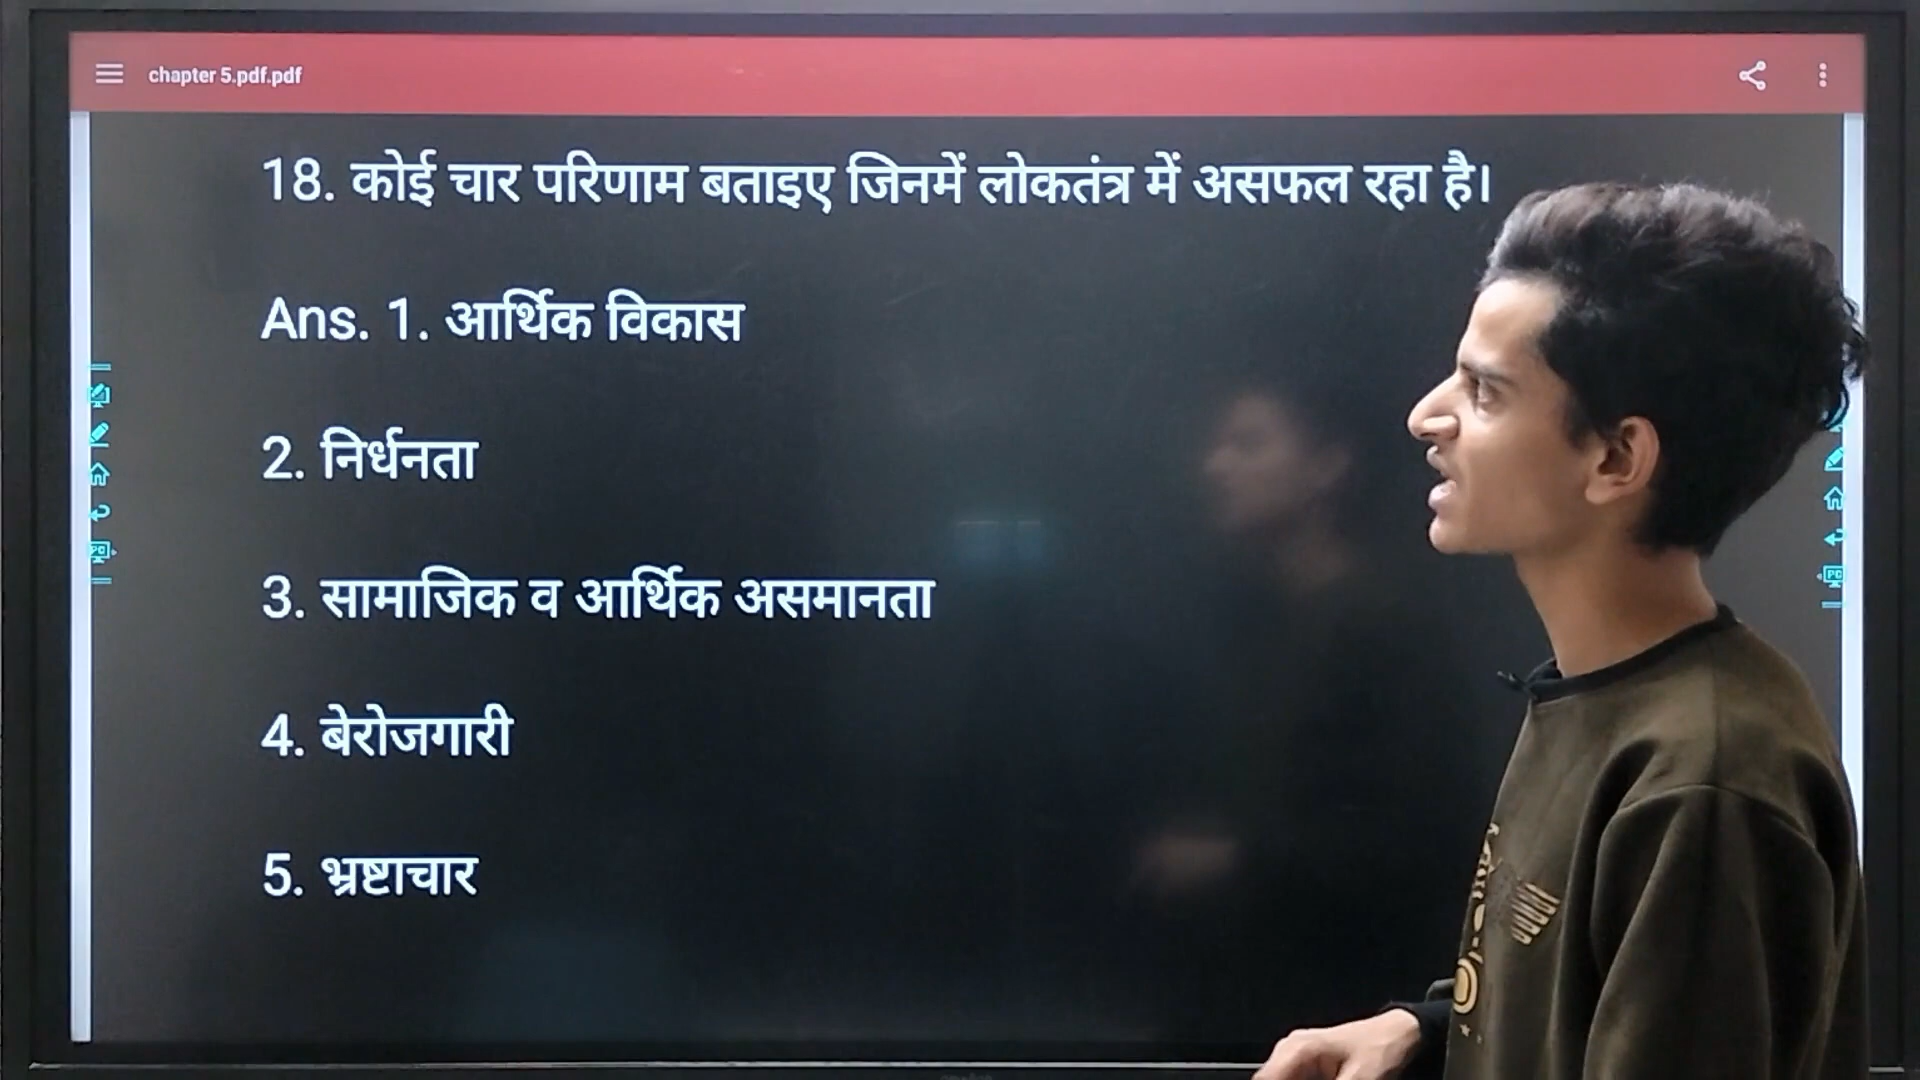 chapter 5.pdf.pdf
18. कोई चार परिणाम बताइए जिनमें लोकतंत्र में असफल रहा है।
Ans. 1. आर्थिक विकास
2. निर्धनता
3. सामाजिक व आर्थिक असमानता
4. बेरोजगारी
5. भ्रष्टाचार